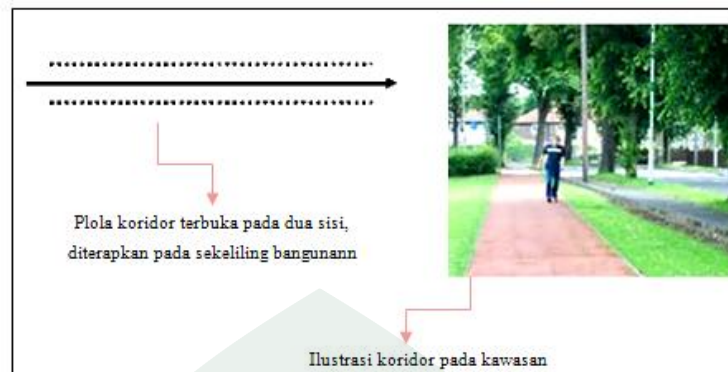 Plola koridor terbuka pada dua sisi,
diterapkan pada sekeliling bangunann
Ilustrasi koridor pada kawasan